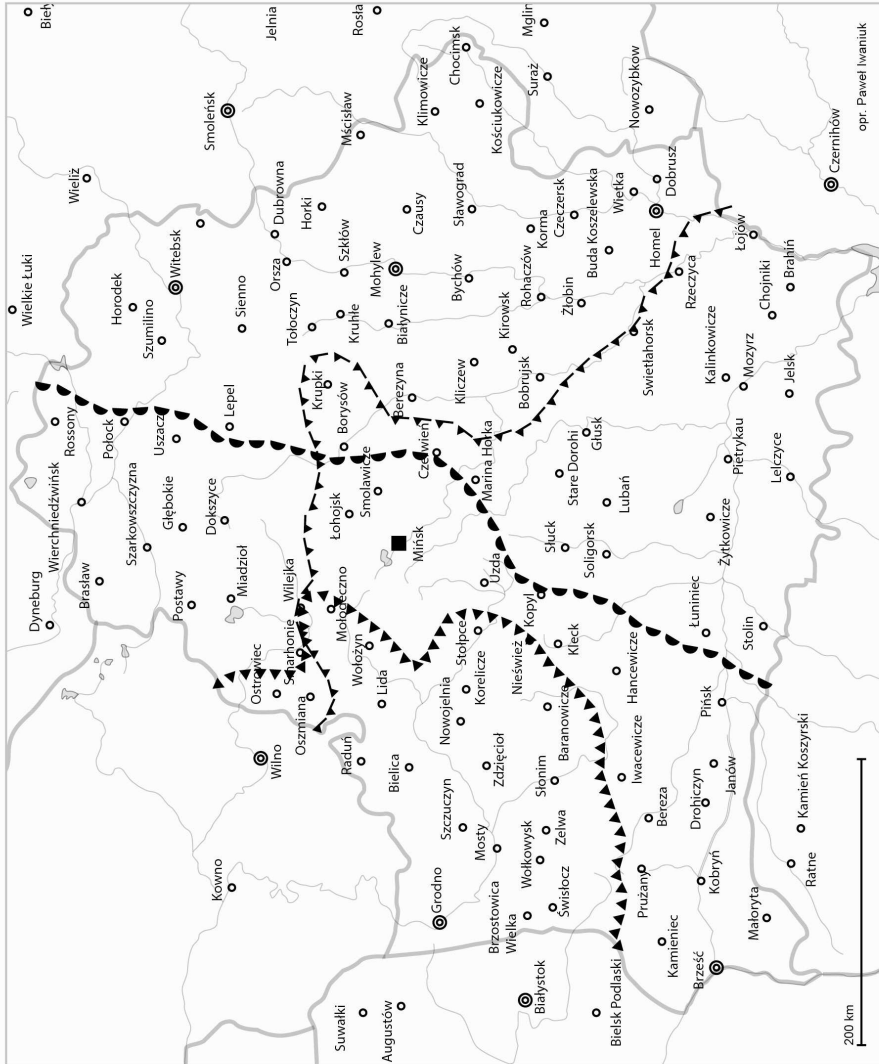 Suwałki
Augustów
Kowno
Grodno
Wilno
Dyneburg
Wielkie Łuki
Bieły
Brasław
Wierchniedźwińsk
Rossony
Wieliż
Postawy
Szarkowszczyzna
Głębokie
Połock
Uszacz
Horodek
Szumilino
Witebsk
Miadzioł
Dokszyce
Lepel
Sienno
Smoleńsk
Jelnia
Ostrowiec
Smarhonie
Oszmiana
Wilejka
Mołodeczno
Wołożyn
Krupki
Tołoczyn
Orsza
Dubrowna
Horki
Rosła
Raduń
Lida
Bielica
Łohojsk
Smolawicze
Borysów
Kruhłe
Szkłów
Mścisław
Mińsk
Berezyna
Czerwień
Białynicze
Mohylew
Czausy
Klimowicze
Chocimsk
Szczuczyn
Mosty
Nowojelnia
Korelicze
Zdzięcioł
Stołpce
Uzda
Marina Horka
Kliczew
Kirowsk
Bychów
Sławograd
Kościukowicze
Mglin
Brzostowica
Wielka
Wołkowysk
Świsłocz
Zelwa
Słonim
Baranowicze
Nieśwież
Kopyl
Kleck
Słuck
Stare Dorohi
Głusk
Bobrujsk
Rohaczów
Korma
Czeczersk
Suraż
Białystok
Bielsk Podlaski
Żłobin
Buda Koszelewska
Wietka
Nowozybkow
Prużany
Iwacewicze
Hancewicze
Soligorsk
Lubań
Swietłahorsk
Homel
Dobrusz
Kamieniec
Bereza
Rzeczyca
Brześć
Kobryń
Drohiczyn
Janów
Pińsk
Łuniniec
Żytkowicze
Pietrykau
Kalinkowicze
Mozyrz
Łojów
Małoryta
Ratne
Kamień Koszyrski
Stolin
Lelczyce
Jelsk
Chojniki
Brahiń
Czernihów
200 km
opr. Paweł Iwaniuk